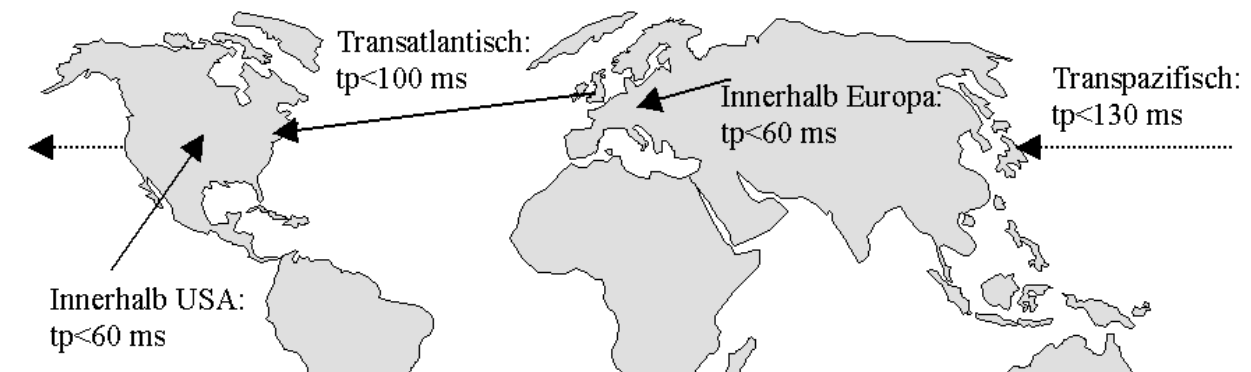 Transatlantisch:
tp<100 ms
Innerhalb Europa:
tp<60 ms
Transpazifisch:
tp<130 ms
Innerhalb USA:
tp<60 ms